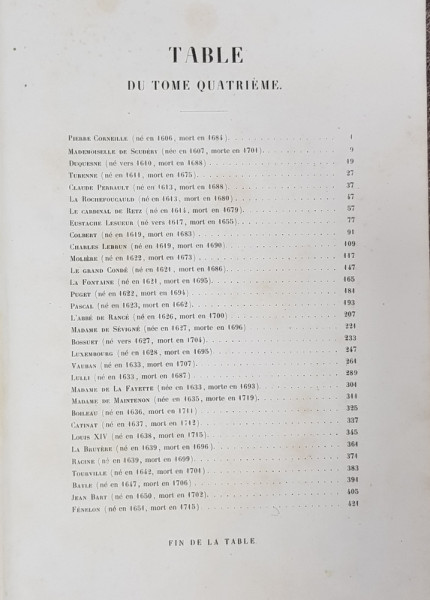 TABLE
DU TOME QUATRIÈME.
PIERRE CORNEILLE (né en 1606, mort en 1684). 1
MADEMOISELLE DE SCUDÉRY (née en 1607, morte en 1701). 9
DUQUESNE (né vers 1610, mort en 1688) 19
TURENNE (né en 1611, mort en 1675). 27
CLAUDE PERRAULT (né en 1613, mort en 1688). 37
LA ROCHEFOUCAULD (né en 1613, mort en 1680). 47
LE CARDINAL DE RETZ (né en 1614, mort en 1679). 57
EUSTACHE LESUEUR (né vers 1617, mort en 1655). 77
COLBERT (né en 1619, mort en 1683) 91
CHARLES LEBRUN (né en 1619, mort en 1690). 109
MOLIÈRE (né en 1622, mort en 1673) 117
LE GRAND CONDÉ (né en 1621, mort en 1686). 147
LA FONTAINE (né en 1621, mort en 1695). 165
PUGET (né en 1622, mort en 1694) 181
PASCAL (né en 1623, mort en 1662). 193
L'ABBÉ DE RANCÉ (né en 1626, mort en 1700) 207
MADAME DE SÉVIGNÉ (née en 1627, morte en 1696) 221
BOSSUET (né vers 1627, mort en 1704). 233
LUXEMBOURG (né en 1628, mort en 1695) 247
VAUBAN (né en 1633, mort en 1707). 261
LULLI (né en 1633, mort en 1687) 289
MADAME DE LA FAYETTE (née en 1633, morte en 1693). 301
MADAME DE MAINTENON (née en 1635, morte en 1719). 311
BOILEAU (né en 1636, mort en 1711) 325
CATINAT (né en 1637, mort en 1712) 337
LOUIS XIV (né en 1638, mort en 1715) 345
LA BRUYÈRE (né en 1639, mort en 1696) 361
RACINE (né en 1639, mort en 1699) 371
TOURVILLE (né en 1642, mort en 1701) 383
BAYLE (né en 1647, mort en 1706) 391
JEAN BART (né en 1650, mort en 1702). 405
FÉNELON (né en 1651, mort en 1715) 421
FIN DE LA TABLE